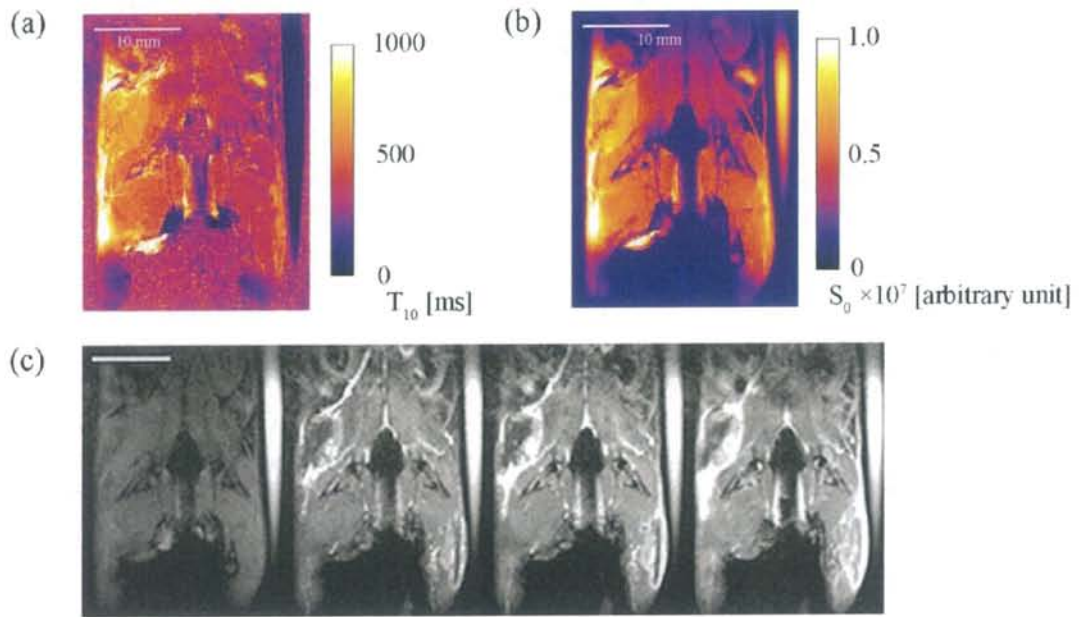 (a)
10 mm
1000
500
0
T₁₀ [ms]
(b)
10 mm
1.0
0.5
0
S₀ ×10⁷ [arbitrary unit]
(c)